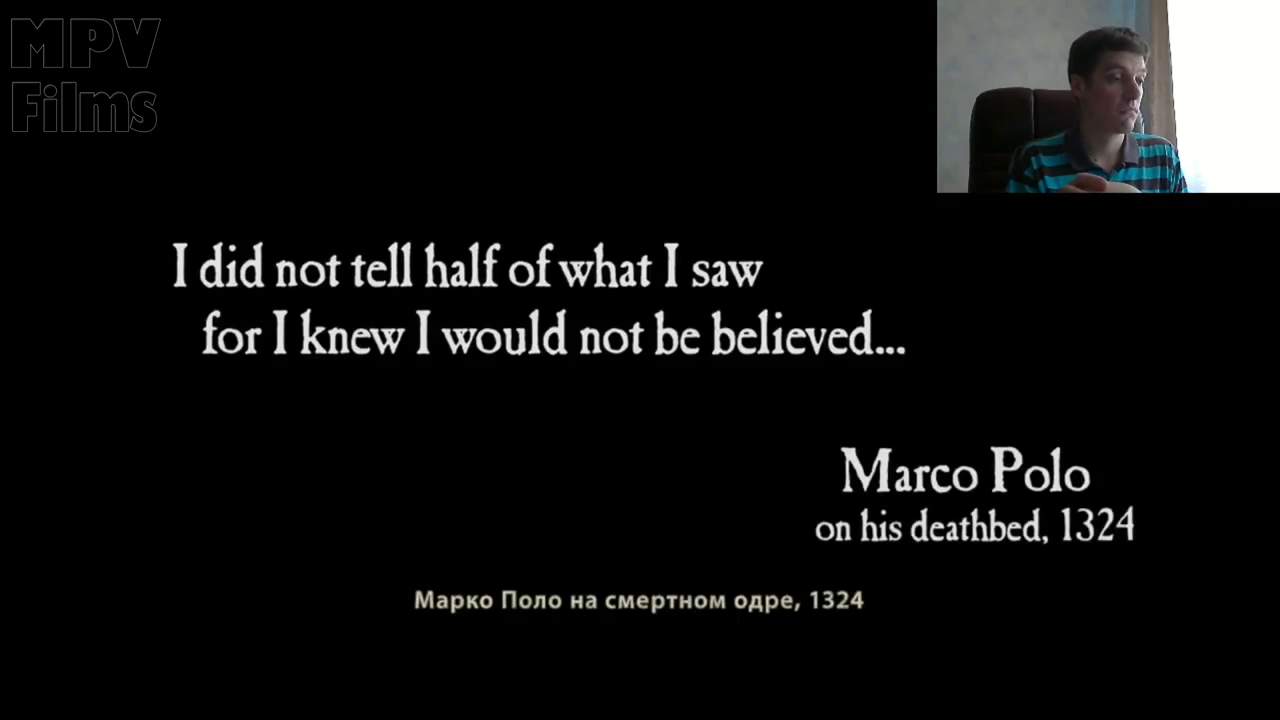 MPV
Films
I did not tell half of what I saw
for I knew I would not be believed...
Marco Polo
on his deathbed, 1324
Марко Поло на смертном одре, 1324